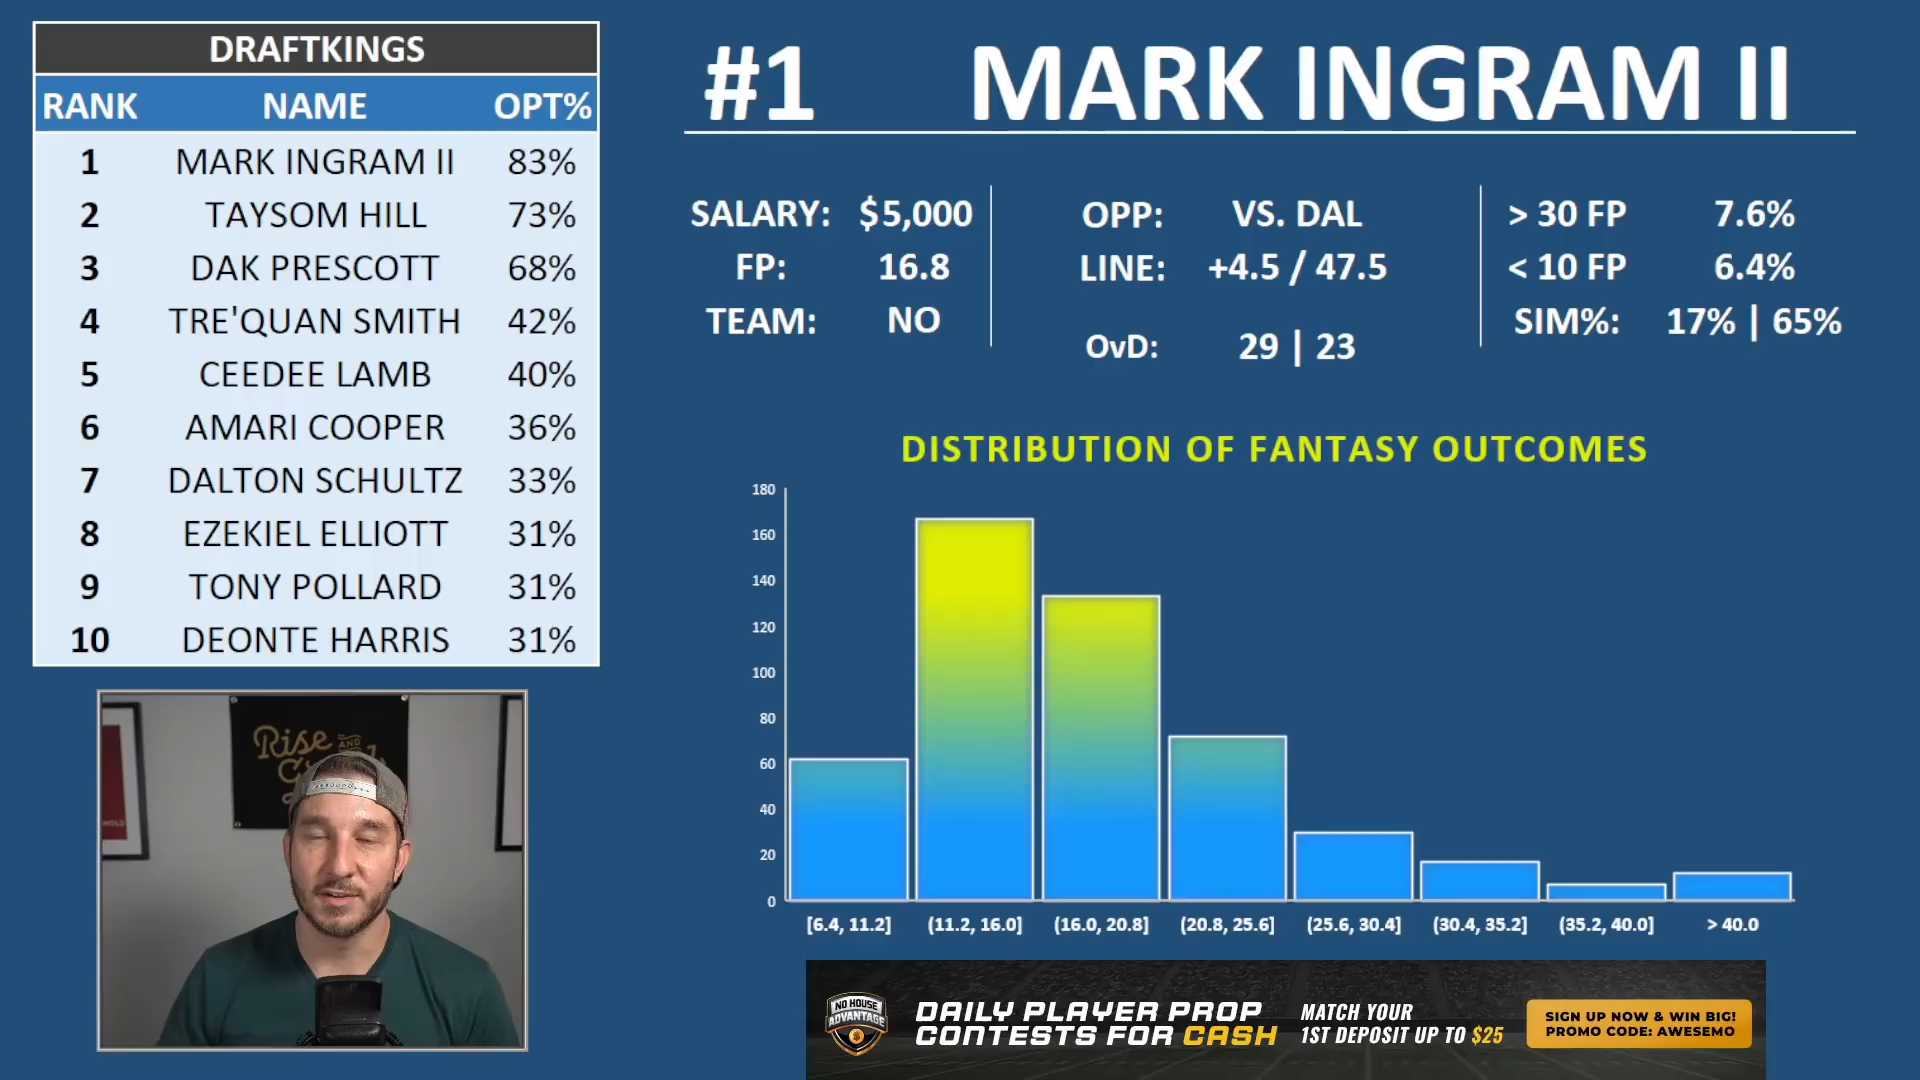 DRAFTKINGS
RANK NAME OPT%
1 MARK INGRAM II 83%
2 TAYSOM HILL 73%
3 DAK PRESCOTT 68%
4 TRE'QUAN SMITH 42%
5 CEEDEE LAMB 40%
6 AMARI COOPER 36%
7 DALTON SCHULTZ 33%
8 EZEKIEL ELLIOTT 31%
9 TONY POLLARD 31%
10 DEONTE HARRIS 31%
#1 MARK INGRAM II
SALARY: $5,000
FP: 16.8
TEAM: NO
OPP: VS. DAL
LINE: +4.5 / 47.5
OvD: 29 | 23
> 30 FP 7.6%
< 10 FP 6.4%
SIM%: 17% | 65%
DISTRIBUTION OF FANTASY OUTCOMES
180
160
140
120
100
80
60
40
20
0
[6.4, 11.2] (11.2, 16.0] (16.0, 20.8] (20.8, 25.6] (25.6, 30.4] (30.4, 35.2] (35.2, 40.0] > 40.0
Rise
AND
NO HOUSE
ADVANTAGE
DAILY PLAYER PROP
CONTESTS FOR CASH
MATCH YOUR
1ST DEPOSIT UP TO $25
SIGN UP NOW & WIN BIG!
PROMO CODE: AWESEMO